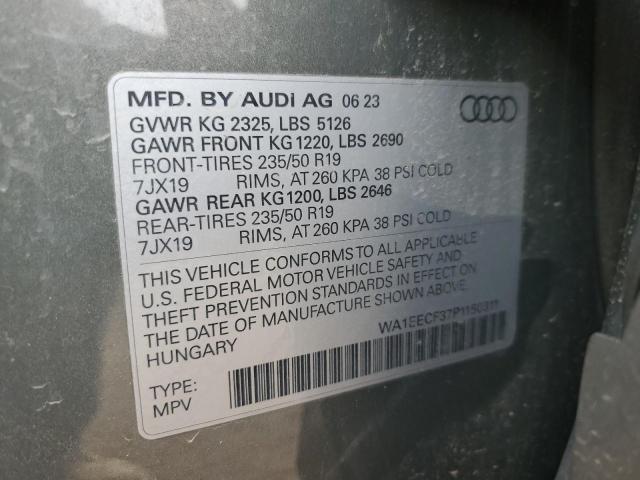 MFD. BY AUDI AG 06 23
GVWR KG 2325, LBS 5126
GAWR FRONT KG 1220, LBS 2690
FRONT-TIRES 235/50 R19
7JX19 RIMS, AT 260 KPA 38 PSI COLD
GAWR REAR KG 1200, LBS 2646
REAR-TIRES 235/50 R19
7JX19 RIMS, AT 260 KPA 38 PSI COLD
THIS VEHICLE CONFORMS TO ALL APPLICABLE
U.S. FEDERAL MOTOR VEHICLE SAFETY AND
THEFT PREVENTION STANDARDS IN EFFECT ON
THE DATE OF MANUFACTURE SHOWN ABOVE.
HUNGARY
WA1EECF37P1150311
TYPE:
MPV